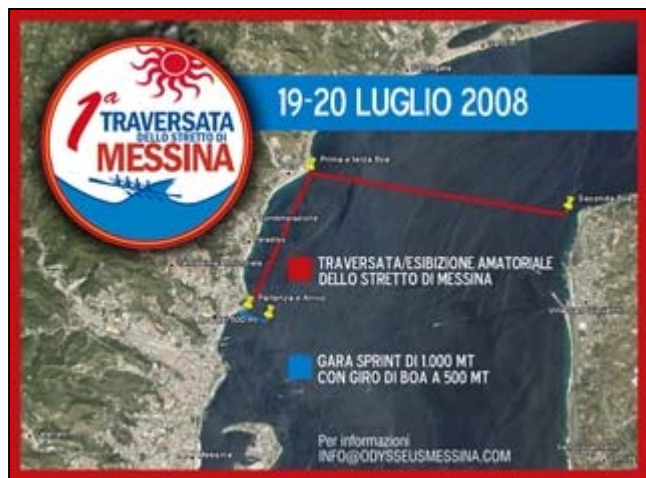 1a
TRAVERSATA
DELLO STRETTO DI
MESSINA
19-20 LUGLIO 2008
Prima e terza Boa
Seconda Boa
Contemplazione
TRAVERSATA/ESIBIZIONE AMATORIALE
DELLO STRETTO DI MESSINA
Partenza e Arrivo
GARA SPRINT DI 1.000 MT
CON GIRO DI BOA A 500 MT
Per informazioni
INFO@ODYSSEUSMESSINA.COM